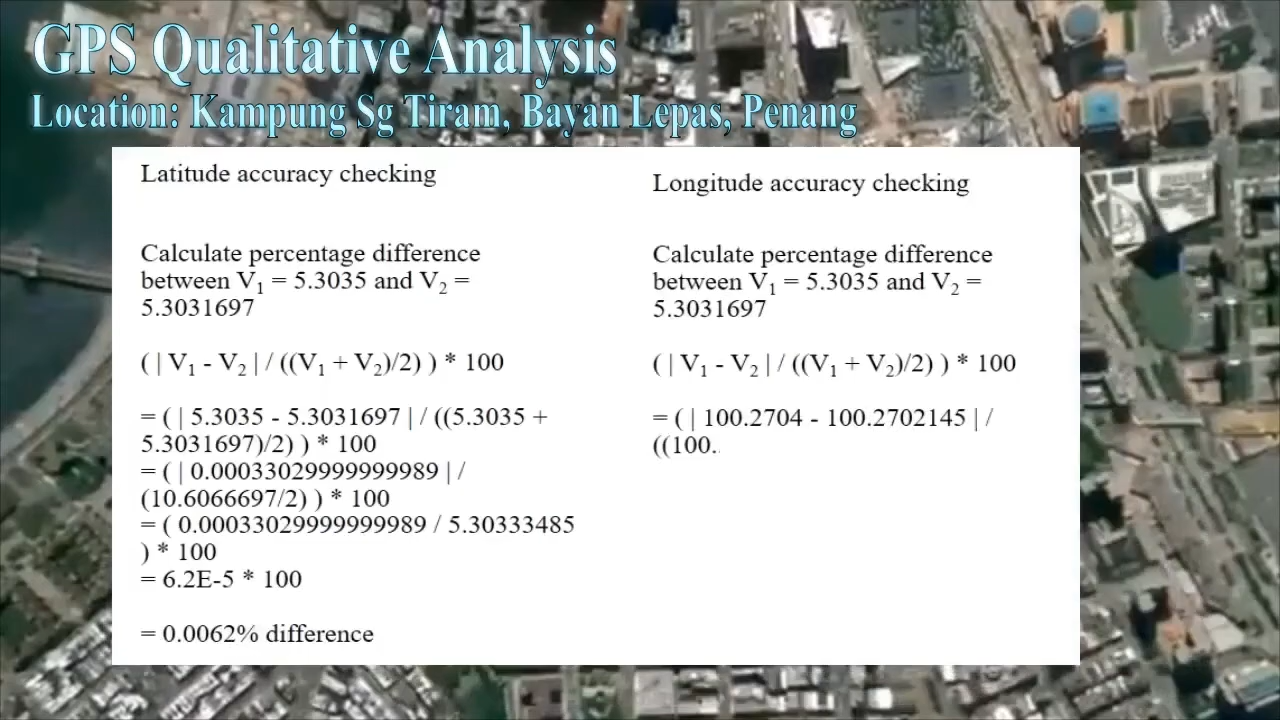 GPS Qualitative Analysis
Location: Kampung Sg Tiram, Bayan Lepas, Penang
Latitude accuracy checking
Calculate percentage difference
between V₁ = 5.3035 and V₂ =
5.3031697
( | V₁ - V₂ | / ((V₁ + V₂)/2) ) * 100
= ( | 5.3035 - 5.3031697 | / ((5.3035 +
5.3031697)/2) ) * 100
= ( | 0.00033029999999989 | /
(10.6066697/2) ) * 100
= ( 0.00033029999999989 / 5.30333485
) * 100
= 6.2E-5 * 100
= 0.0062% difference
Longitude accuracy checking
Calculate percentage difference
between V₁ = 5.3035 and V₂ =
5.3031697
( | V₁ - V₂ | / ((V₁ + V₂)/2) ) * 100
= ( | 100.2704 - 100.2702145 | /
((100.